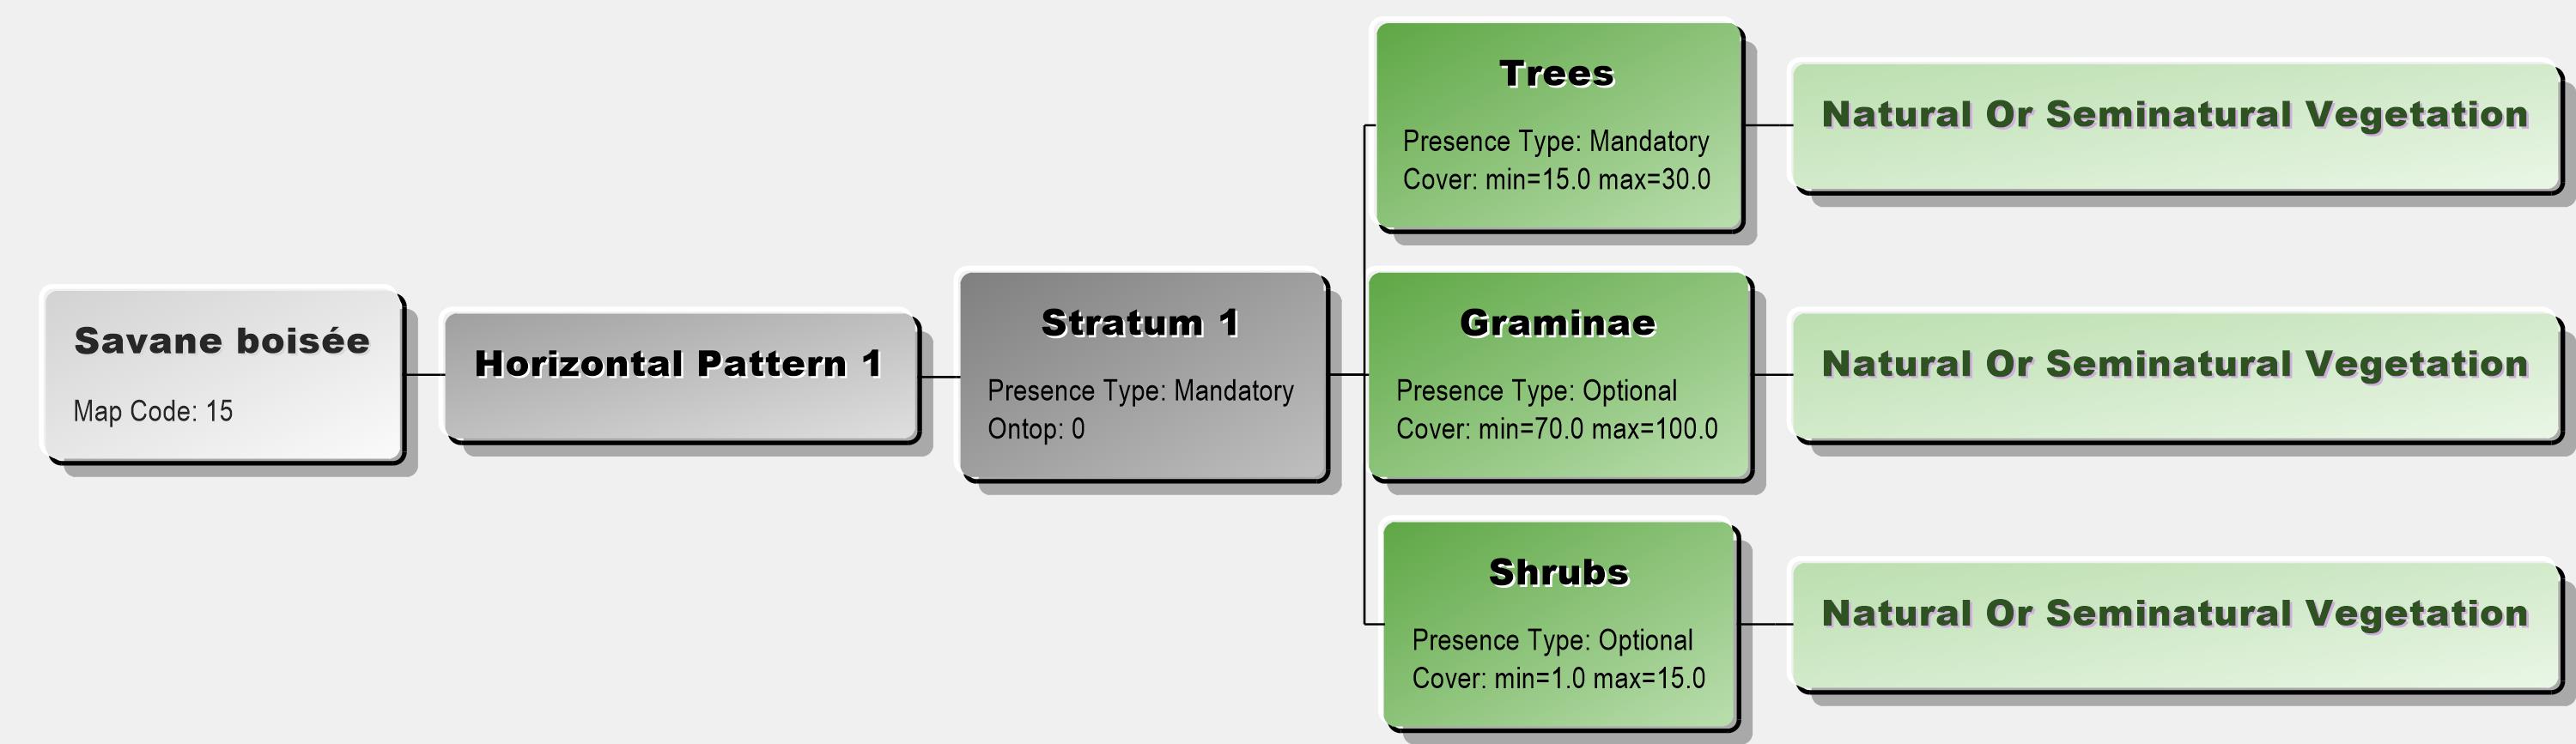 Savane boisée
Map Code: 15
Horizontal Pattern 1
Stratum 1
Presence Type: Mandatory
Ontop: 0
Trees
Presence Type: Mandatory
Cover: min=15.0 max=30.0
Natural Or Seminatural Vegetation
Graminae
Presence Type: Optional
Cover: min=70.0 max=100.0
Natural Or Seminatural Vegetation
Shrubs
Presence Type: Optional
Cover: min=1.0 max=15.0
Natural Or Seminatural Vegetation